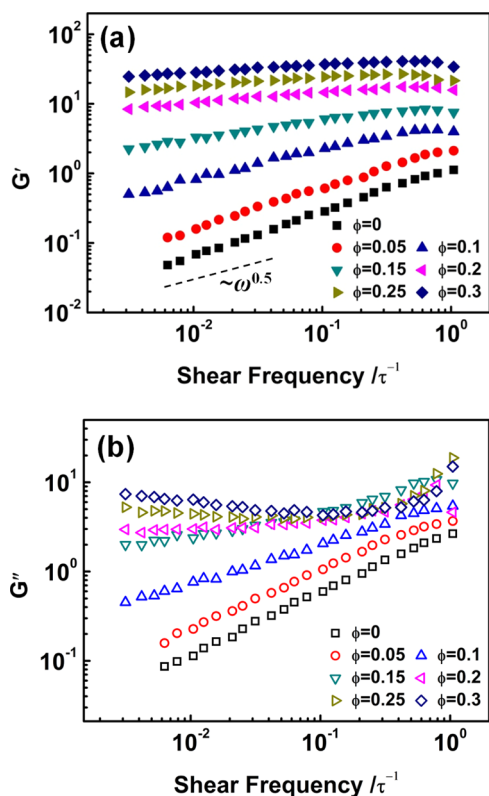 (a)
10²
10¹
10⁰
10⁻¹
10⁻²
G′
ϕ=0
ϕ=0.05 ϕ=0.1
ϕ=0.15 ϕ=0.2
ϕ=0.25 ϕ=0.3
~ω⁰·⁵
10⁻² 10⁻¹ 10⁰
Shear Frequency /τ⁻¹
(b)
10²
10¹
10⁰
10⁻¹
G″
ϕ=0
ϕ=0.05 ϕ=0.1
ϕ=0.15 ϕ=0.2
ϕ=0.25 ϕ=0.3
10⁻² 10⁻¹ 10⁰
Shear Frequency /τ⁻¹